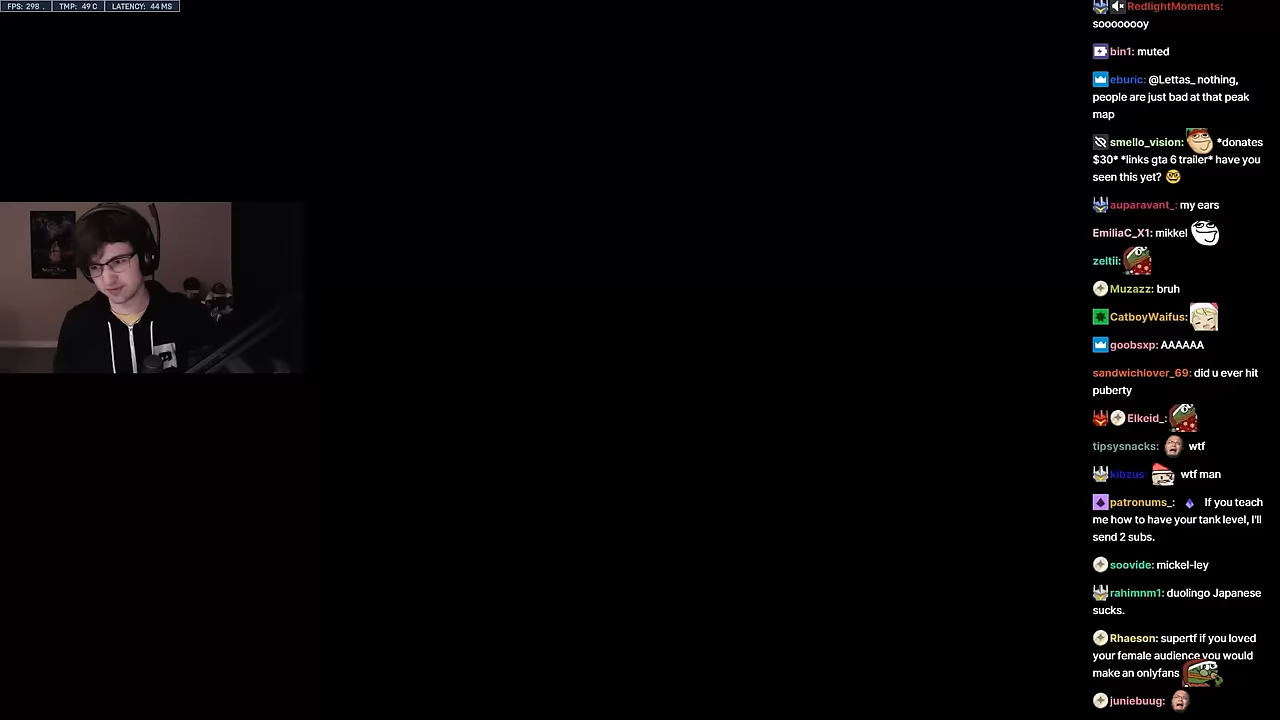 FPS: 298 . TMP: 49 C LATENCY: 44 MS
RedlightMoments:
soooooooy
bin1: muted
eburic: @Lettas_ nothing,
people are just bad at that peak
map
smello_vision: *donates
$30* *links gta 6 trailer* have you
seen this yet?
auparavant_: my ears
EmiliaC_X1: mikkel
zeltii:
Muzazz: bruh
CatboyWaifus:
goobsxp: AAAAAA
sandwichlover_69: did u ever hit
puberty
Elkeid_:
tipsysnacks: wtf
kibzus: wtf man
patronums_: If you teach
me how to have your tank level, I'll
send 2 subs.
soovide: mickel-ley
rahimnm1: duolingo Japanese
sucks.
Rhaeson: supertf if you loved
your female audience you would
make an onlyfans
juniebuug: